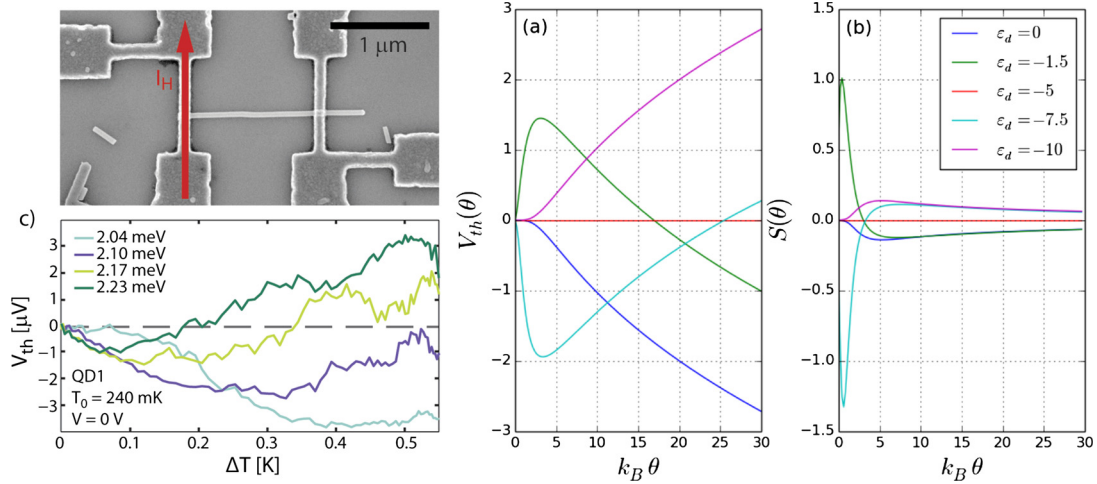 1 μm
I_H
c)
2.04 meV
2.10 meV
2.17 meV
2.23 meV
QD1
T₀ = 240 mK
V = 0 V
V_th [μV]
3
2
1
0
−1
−2
−3
0
0.1
0.2
0.3
0.4
0.5
ΔT [K]
(a)
V_th(θ)
3
2
1
0
−1
−2
−3
0
5
10
15
20
25
30
k_B θ
(b)
ε_d = 0
ε_d = −1.5
ε_d = −5
ε_d = −7.5
ε_d = −10
S(θ)
1.5
1.0
0.5
0.0
−0.5
−1.0
−1.5
0
5
10
15
20
25
30
k_B θ